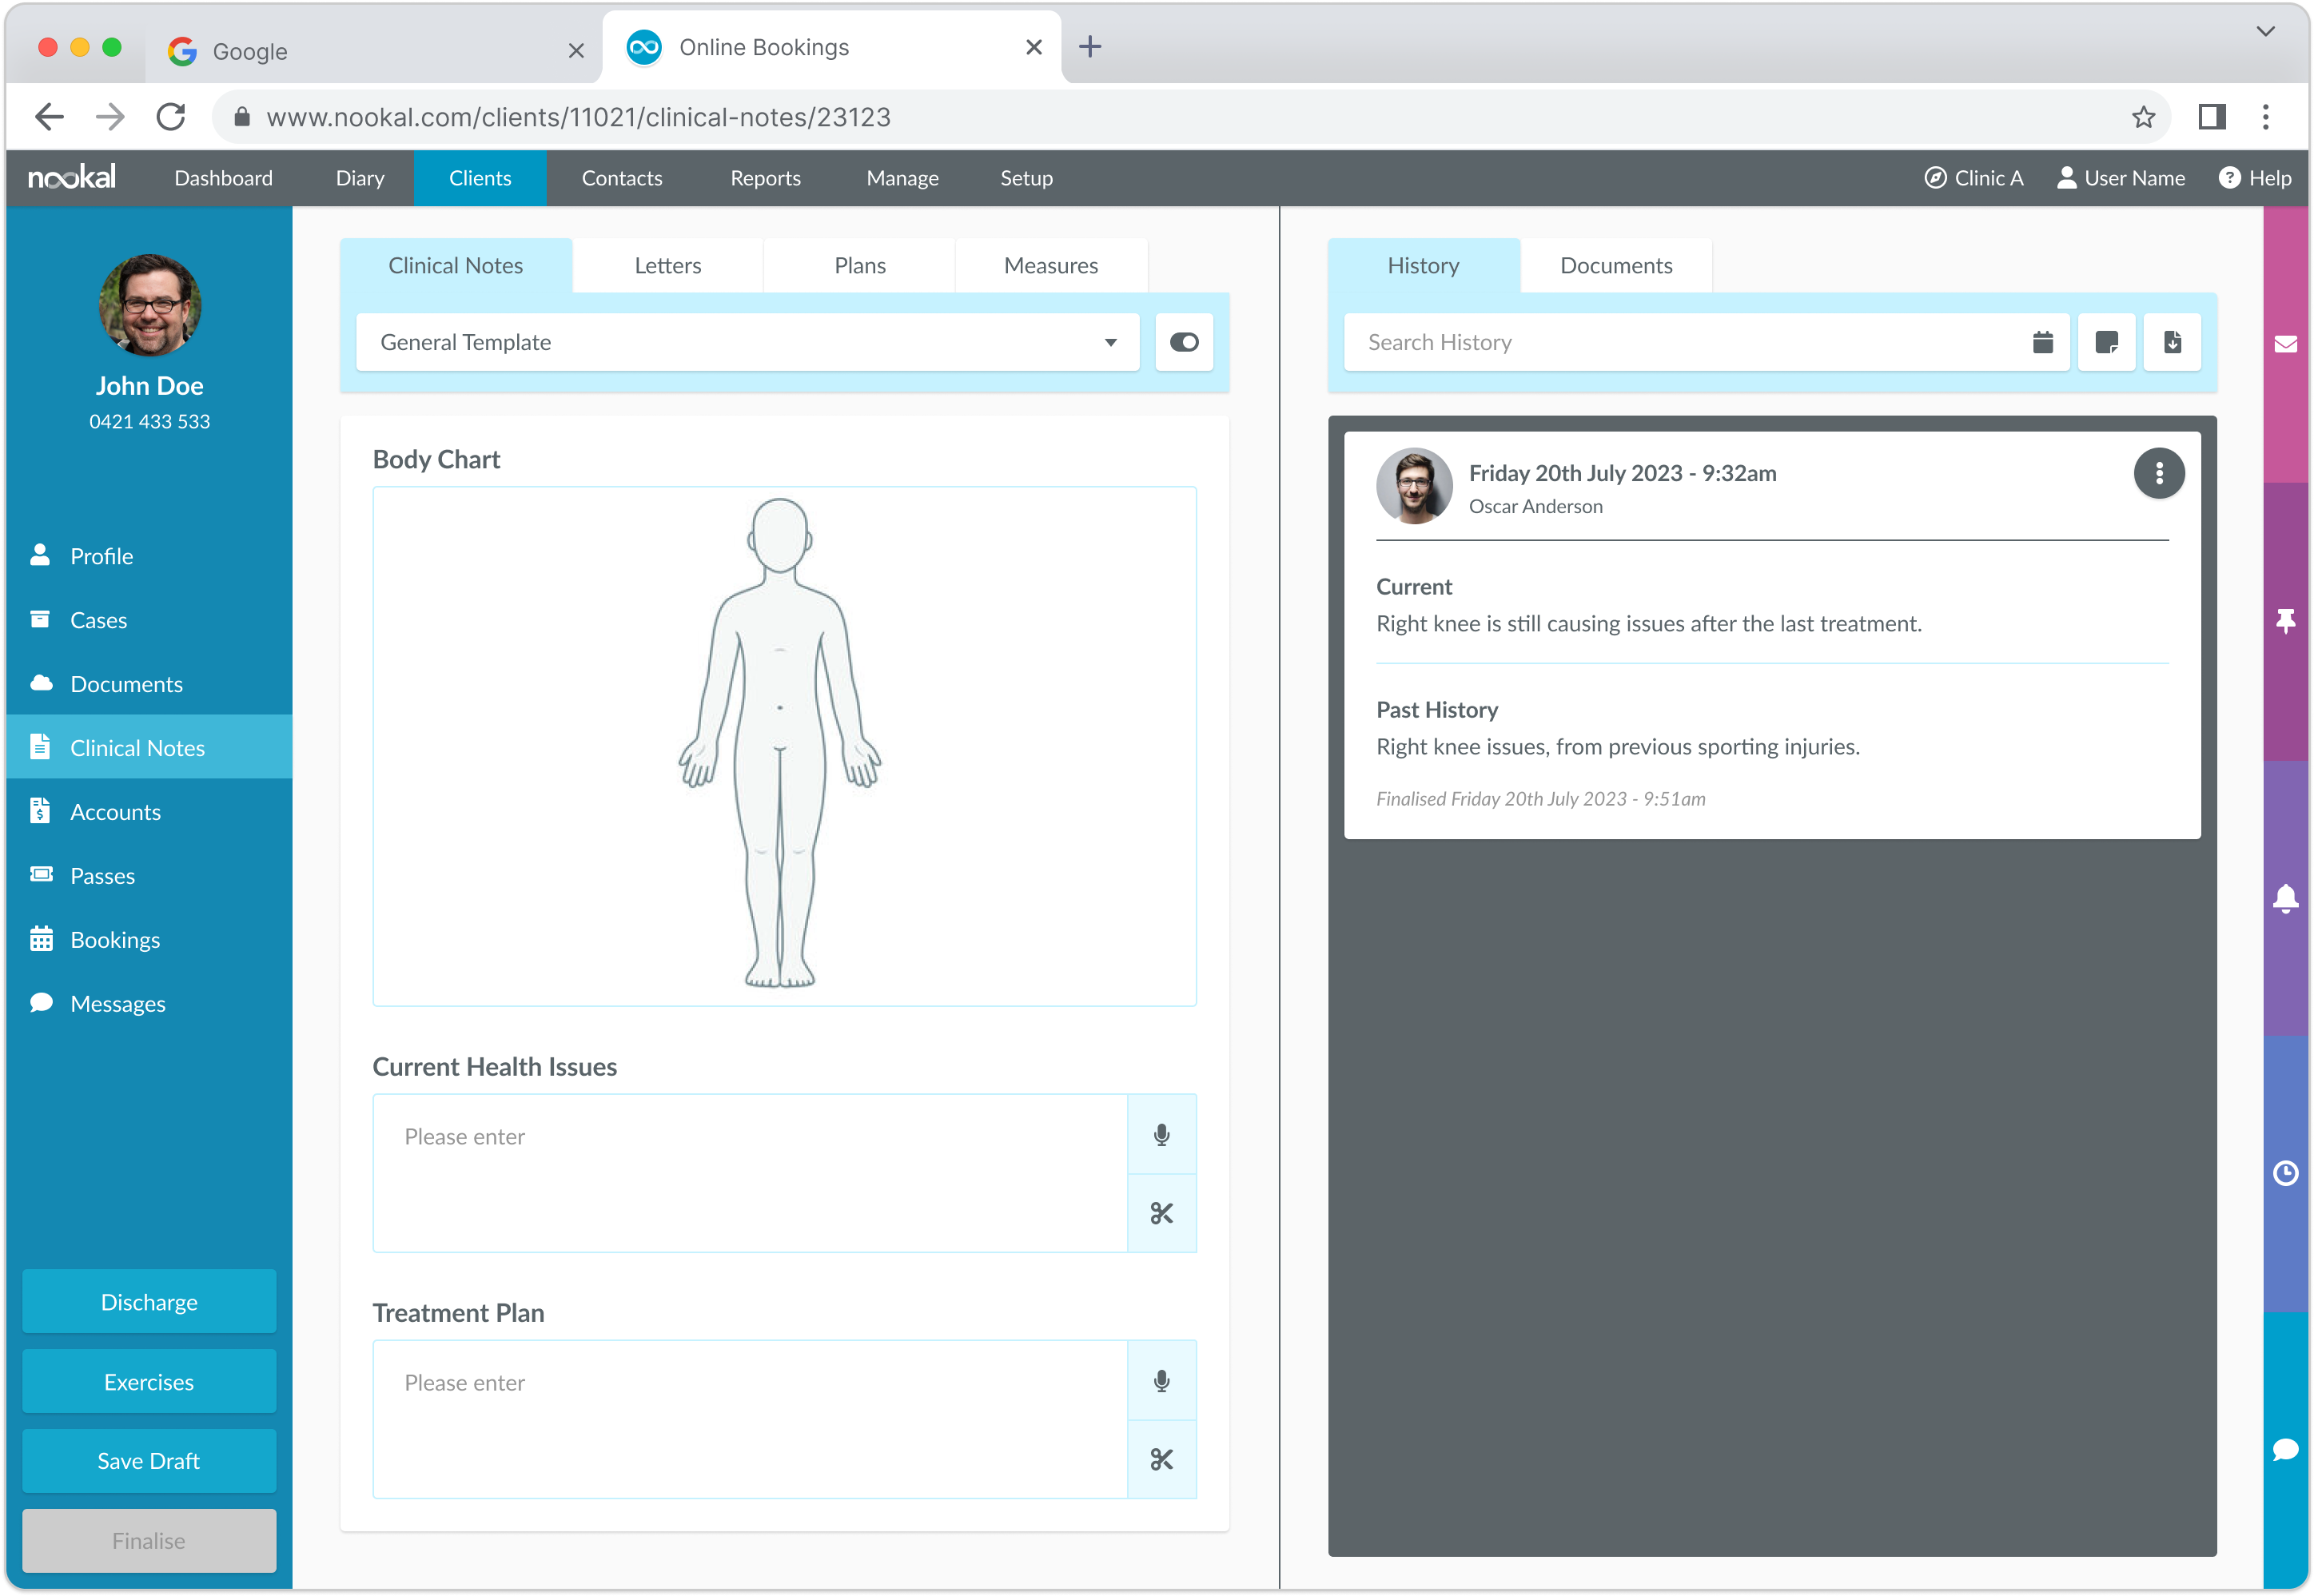 Google
Online Bookings
www.nookal.com/clients/11021/clinical-notes/23123
nookal
Dashboard
Diary
Clients
Contacts
Reports
Manage
Setup
Clinic A
User Name
Help
John Doe
0421 433 533
Profile
Cases
Documents
Clinical Notes
Accounts
Passes
Bookings
Messages
Discharge
Exercises
Save Draft
Finalise
Clinical Notes
Letters
Plans
Measures
General Template
Body Chart
Current Health Issues
Please enter
Treatment Plan
Please enter
History
Documents
Search History
Friday 20th July 2023 - 9:32am
Oscar Anderson
Current
Right knee is still causing issues after the last treatment.
Past History
Right knee issues, from previous sporting injuries.
Finalised Friday 20th July 2023 - 9:51am